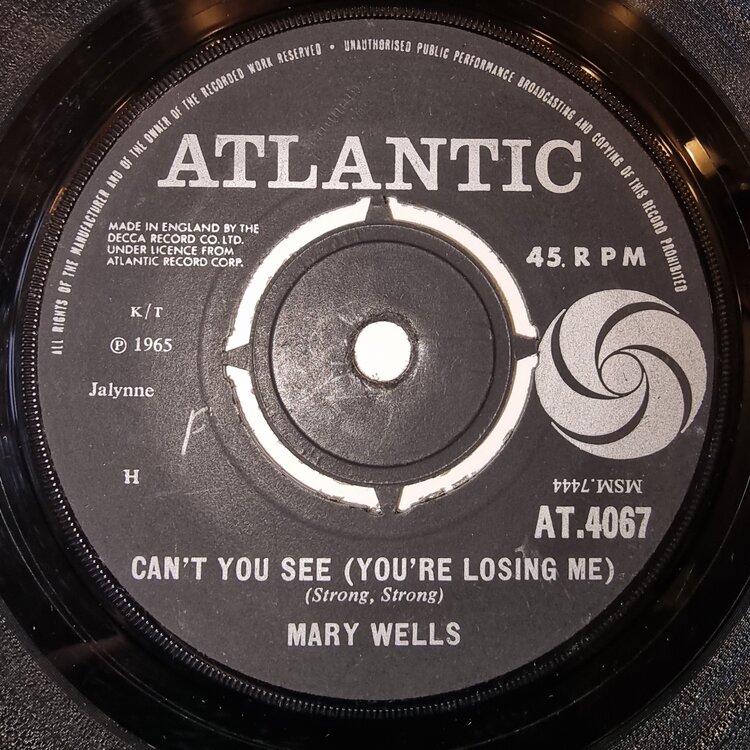 ALL RIGHTS OF THE MANUFACTURER AND OF THE OWNER OF THE RECORDED WORK RESERVED • UNAUTHORISED PUBLIC PERFORMANCE BROADCASTING AND COPYING OF THIS RECORD PROHIBITED
ATLANTIC
MADE IN ENGLAND BY THE
DECCA RECORD CO. LTD.
UNDER LICENCE FROM
ATLANTIC RECORD CORP.
45. RPM
K/T
℗ 1965
Jalynne
H
MSM.7444
AT.4067
CAN'T YOU SEE (YOU'RE LOSING ME)
(Strong, Strong)
MARY WELLS